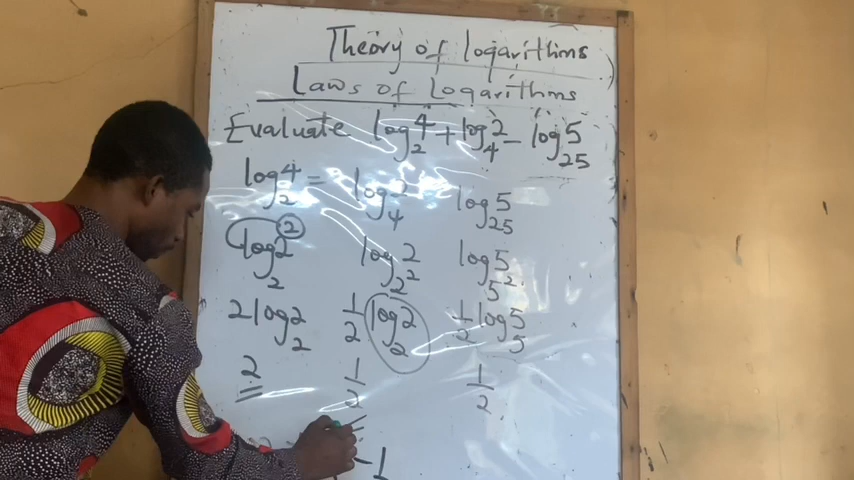 Theory of logarithms
Laws of Logarithms
Evaluate log₂4 + log₄2 − log₂₅5
log₂4 = log₄2 log₂₅5
log₂2² log₂²2 log₅²5
2log₂2 1/2 log₂2 1/2 log₅5
2 1/2 1/2
− 1